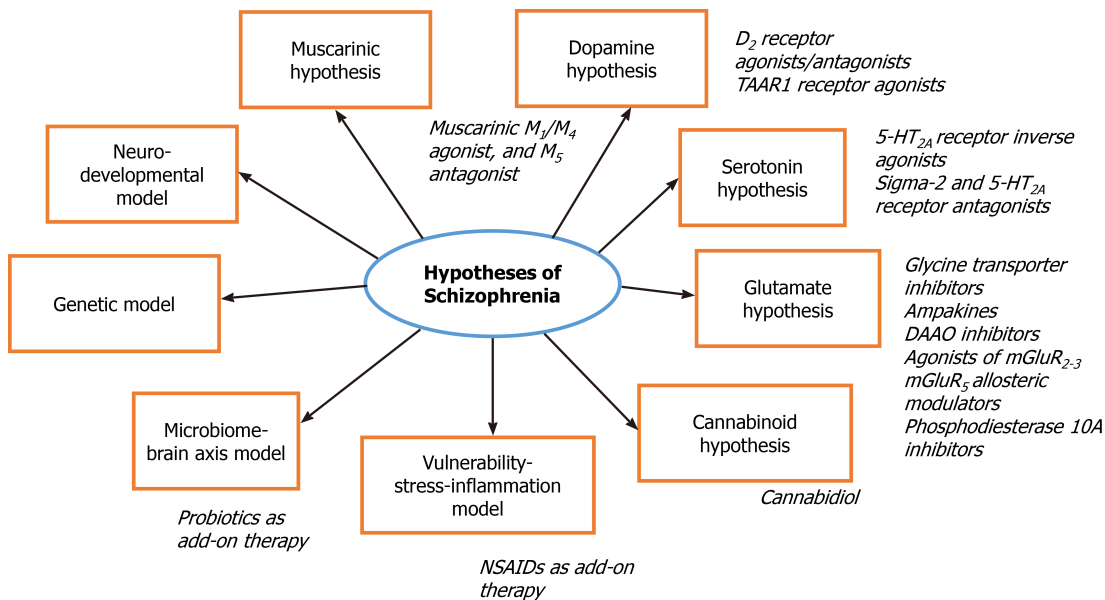 Muscarinic
hypothesis
Dopamine
hypothesis
D2 receptor
agonists/antagonists
TAAR1 receptor agonists
Muscarinic M1/M4
agonist, and M5
antagonist
Neuro-
developmental
model
Serotonin
hypothesis
5-HT2A receptor inverse
agonists
Sigma-2 and 5-HT2A
receptor antagonists
Hypotheses of
Schizophrenia
Genetic model
Glutamate
hypothesis
Glycine transporter
inhibitors
Ampakines
DAAO inhibitors
Agonists of mGluR2-3
mGluR5 allosteric
modulators
Phosphodiesterase 10A
inhibitors
Cannabinoid
hypothesis
Cannabidiol
Microbiome-
brain axis model
Probiotics as
add-on therapy
Vulnerability-
stress-inflammation
model
NSAIDs as add-on
therapy